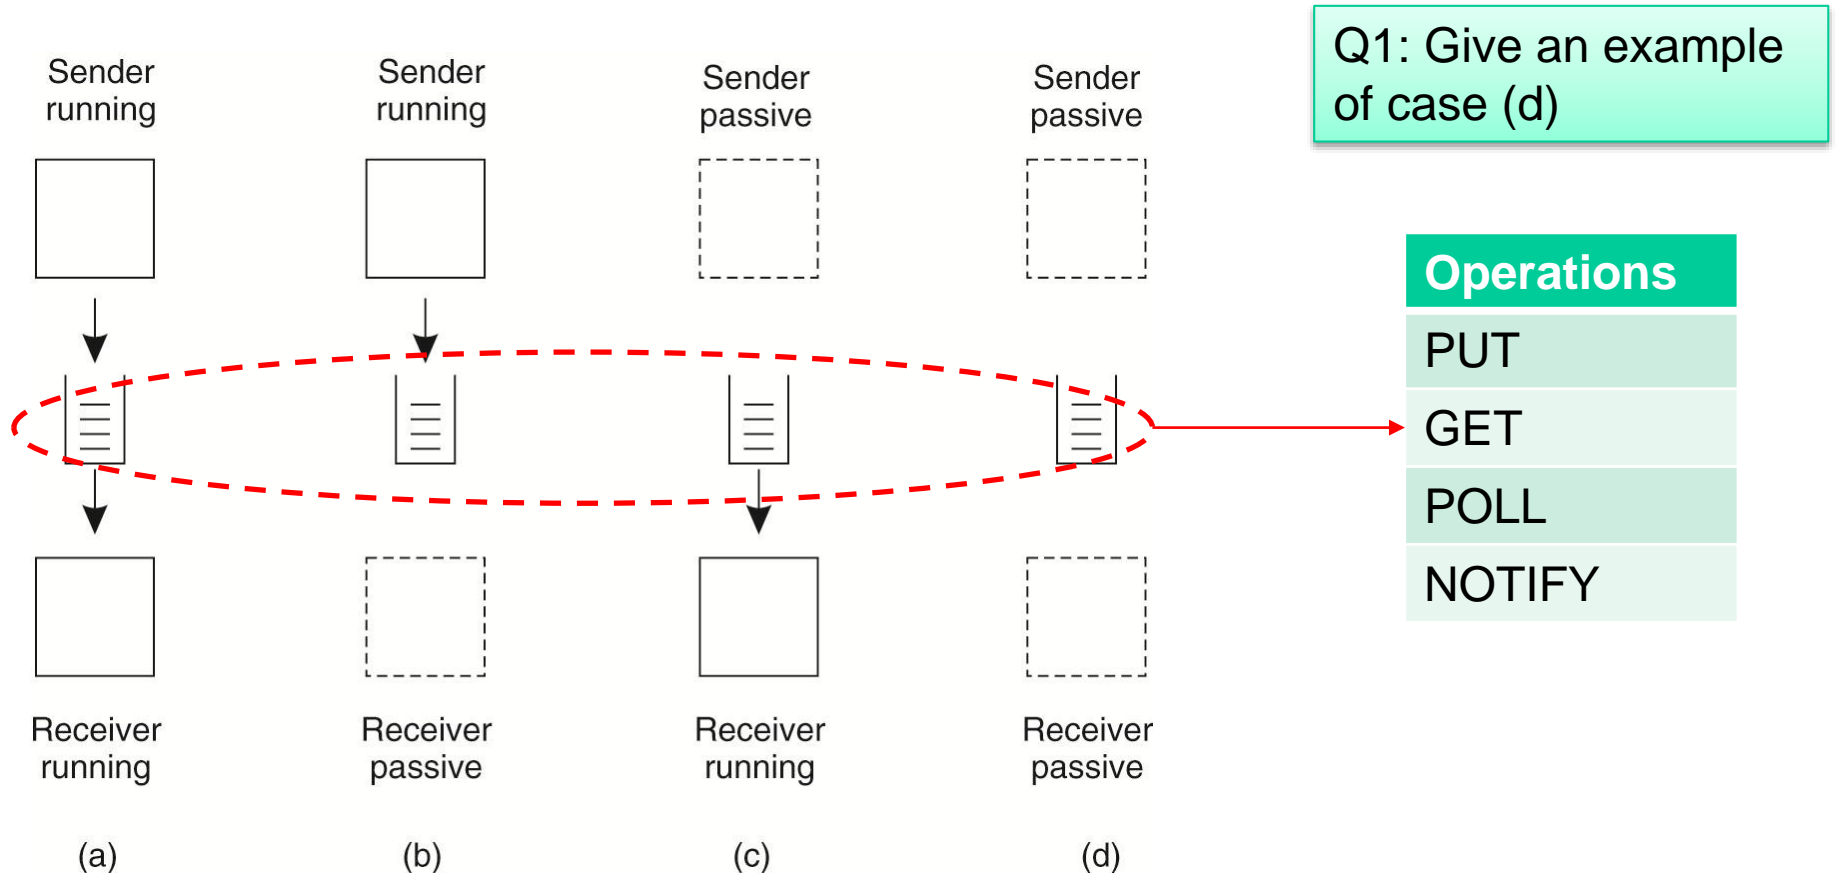 Sender
running
Sender
running
Sender
passive
Sender
passive
Q1: Give an example
of case (d)
Operations
PUT
GET
POLL
NOTIFY
Receiver
running
Receiver
passive
Receiver
running
Receiver
passive
(a)
(b)
(c)
(d)